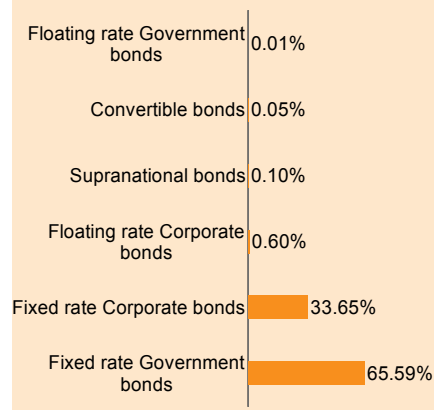 Floating rate Government
bonds
0.01%
Convertible bonds 0.05%
Supranational bonds 0.10%
Floating rate Corporate
bonds
0.60%
Fixed rate Corporate bonds 33.65%
Fixed rate Government
bonds
65.59%